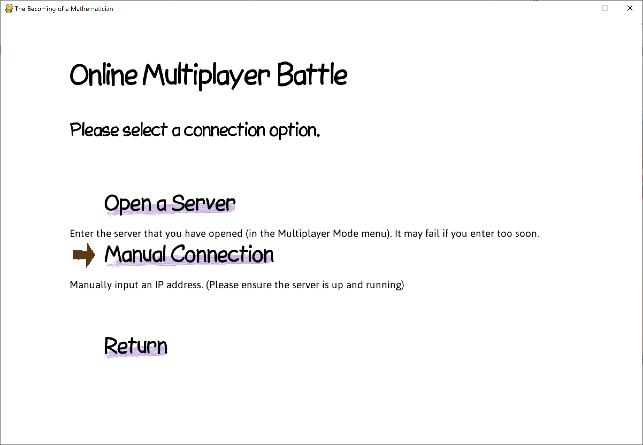 The Becoming of a Mathematician
Online Multiplayer Battle
Please select a connection option.
Open a Server
Enter the server that you have opened (in the Multiplayer Mode menu). It may fail if you enter too soon.
Manual Connection
Manually input an IP address. (Please ensure the server is up and running)
Return